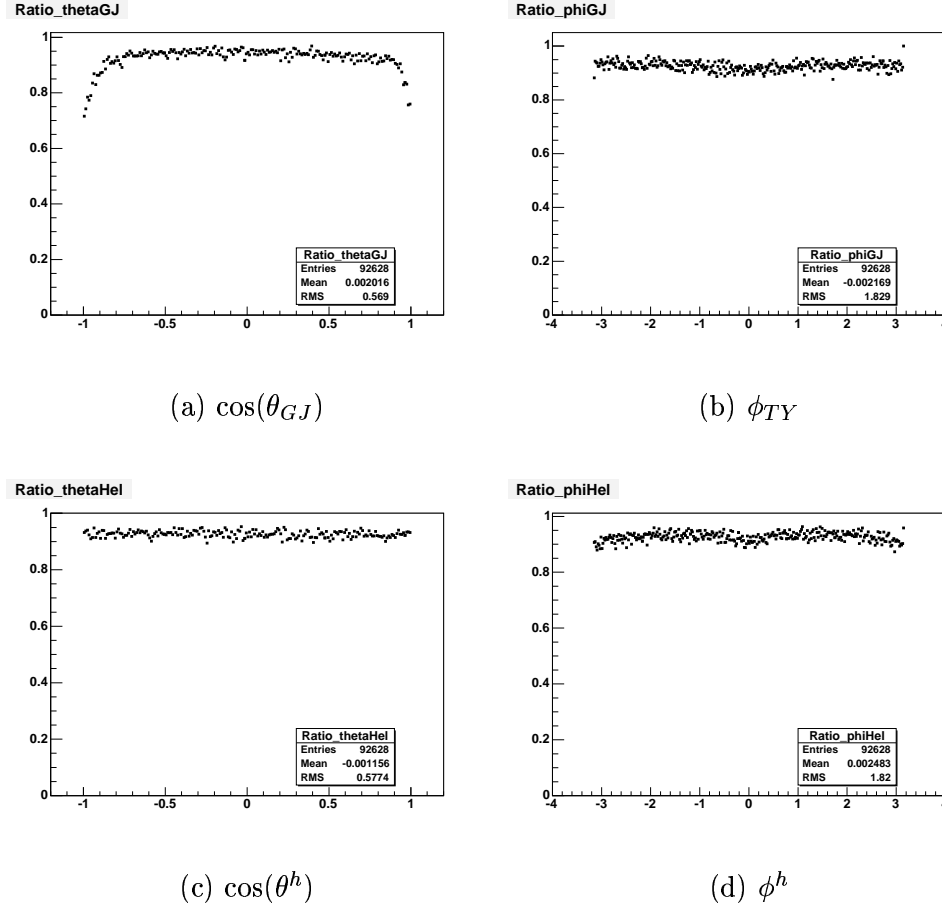 Ratio_thetaGJ
1
0.8
0.6
0.4
0.2
0
-1
-0.5
0
0.5
1
Ratio_thetaGJ
Entries 92628
Mean 0.002016
RMS 0.569
(a) cos(θ_GJ)
Ratio_phiGJ
1
0.8
0.6
0.4
0.2
0
-4
-3
-2
-1
0
1
2
3
Ratio_phiGJ
Entries 92628
Mean -0.002169
RMS 1.829
(b) ϕ_TY
Ratio_thetaHel
1
0.8
0.6
0.4
0.2
0
-1
-0.5
0
0.5
1
Ratio_thetaHel
Entries 92628
Mean -0.001156
RMS 0.5774
(c) cos(θ^h)
Ratio_phiHel
1
0.8
0.6
0.4
0.2
0
-4
-3
-2
-1
0
1
2
3
Ratio_phiHel
Entries 92628
Mean 0.002483
RMS 1.82
(d) ϕ^h